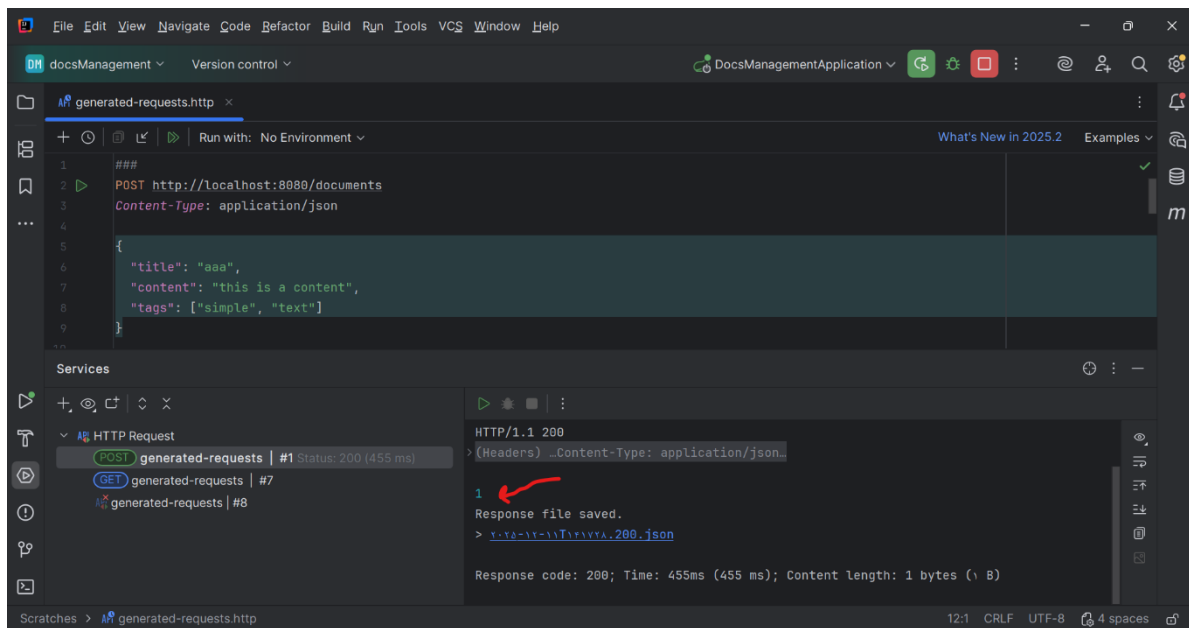 File Edit View Navigate Code Refactor Build Run Tools VCS Window Help
DM docsManagement Version control DocsManagementApplication
API generated-requests.http
Run with: No Environment What's New in 2025.2 Examples
1 ###
2 POST http://localhost:8080/documents
3 Content-Type: application/json
4
5 {
6 "title": "aaa",
7 "content": "this is a content",
8 "tags": ["simple", "text"]
9 }
10
Services
HTTP/1.1 200
API HTTP Request
(Headers) …Content-Type: application/json…
POST generated-requests | #1 Status: 200 (455 ms)
GET generated-requests | #7
1
API generated-requests | #8
Response file saved.
> ۲۰۲۵-۱۲-۱۱T۱۴۱۷۲۸.200.json
Response code: 200; Time: 455ms (455 ms); Content length: 1 bytes (۱ B)
Scratches > API generated-requests.http 12:1 CRLF UTF-8 4 spaces
m